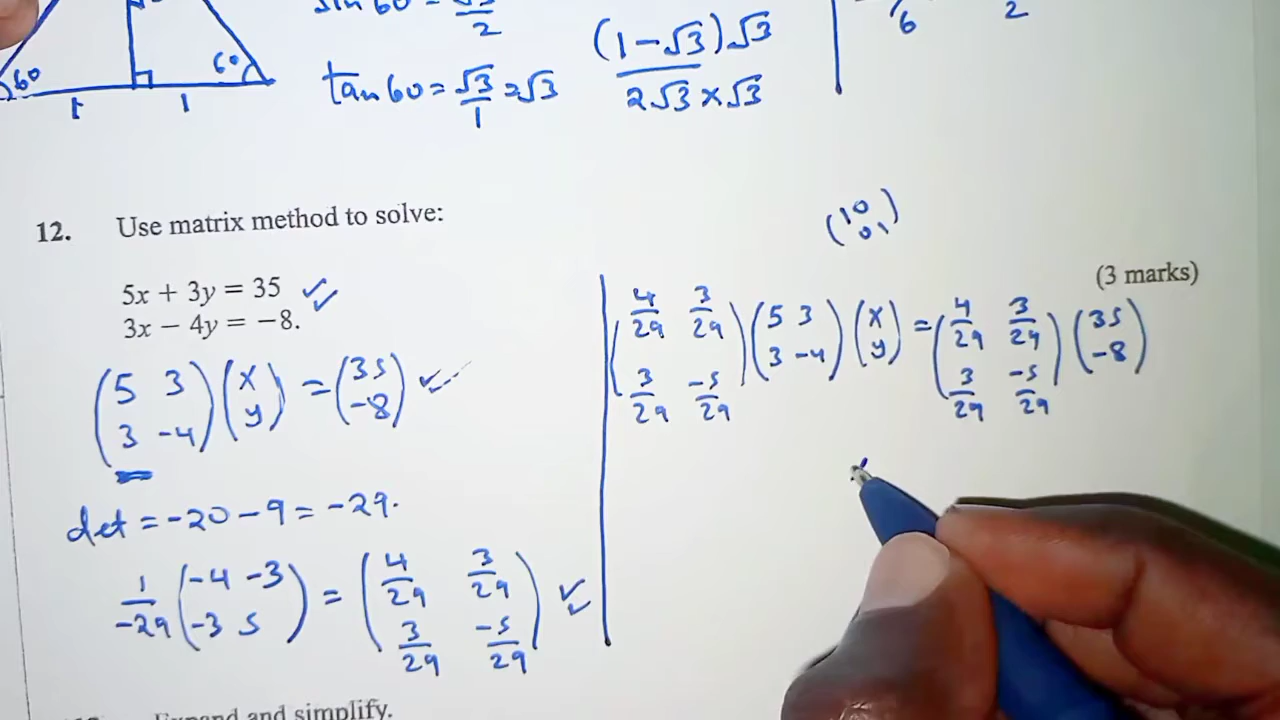 sin 60 = √3/2
60 60
1 1
tan 60 = √3/1 = √3
(1 − √3) √3
2√3 × √3
6 2
12. Use matrix method to solve:
(1 0
0 1)
(3 marks)
5x + 3y = 35
3x − 4y = −8.
(5 3) (x) = (35)
(3 −4) (y) (−8)
det = −20 − 9 = −29.
1/−29 (−4 −3) = (4/29 3/29)
(−3 5) (3/29 −5/29)
(4/29 3/29) (5 3) (x) = (4/29 3/29) (35)
(3/29 −5/29) (3 −4) (y) (3/29 −5/29) (−8)
Expand and simplify.